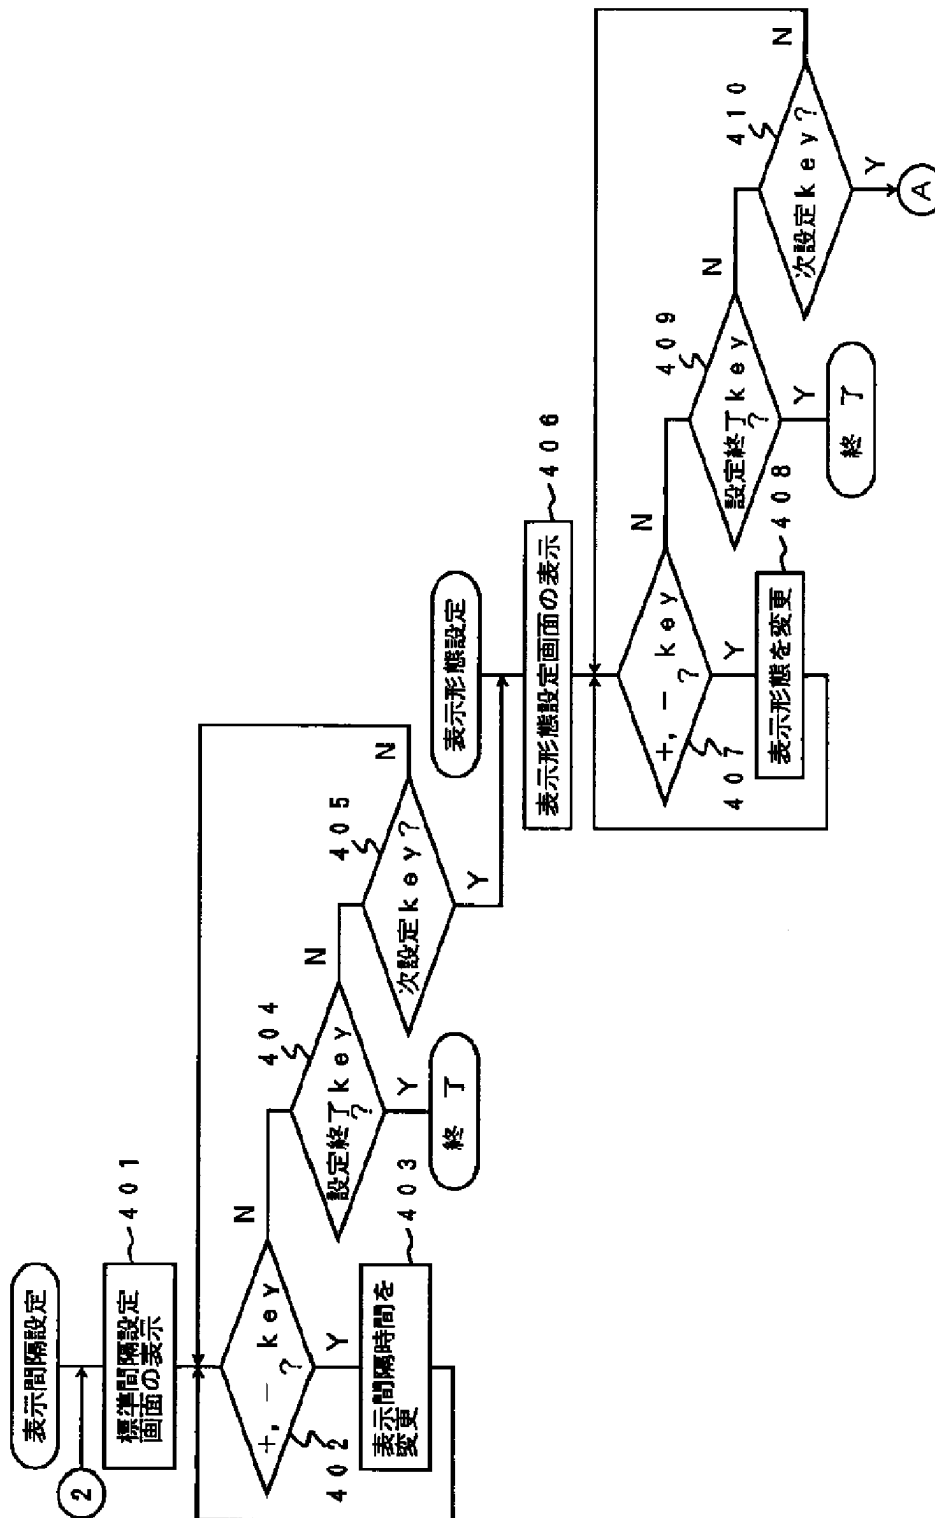 表示間隔設定
2
標準間隔設定
画面の表示
401
+, − key
?
402
N
Y
表示間隔時間を
変更
403
設定終了key
?
404
N
Y
終 了
次設定key?
405
N
Y
表示形態設定
表示形態設定画面の表示
406
+, − key
?
407
N
Y
表示形態を変更
408
設定終了key
?
409
N
Y
終 了
次設定key?
410
N
Y
A